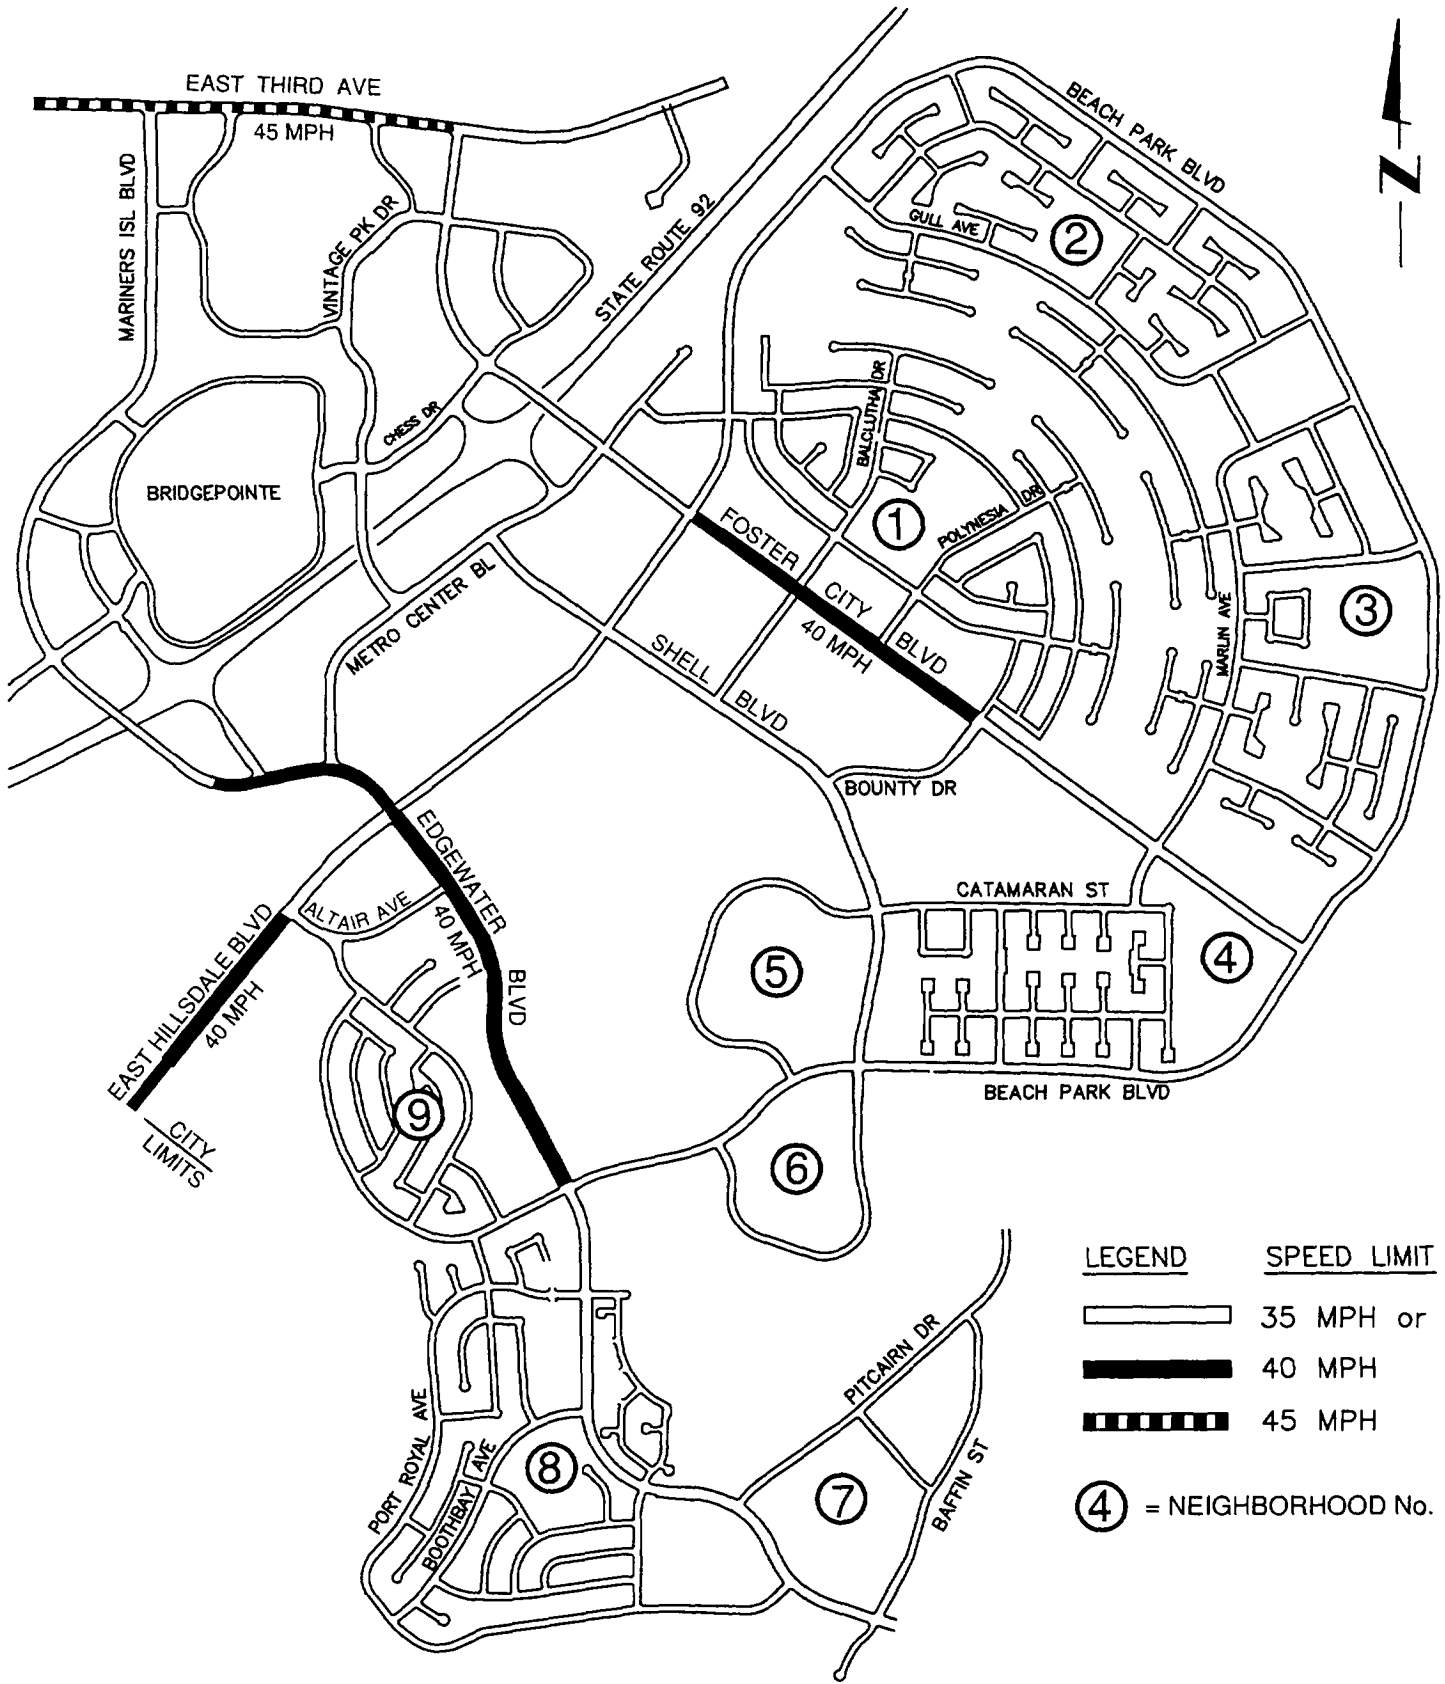 EAST THIRD AVE
45 MPH
MARINERS ISL BLVD
VINTAGE PK DR
STATE ROUTE 92
BEACH PARK BLVD
N
GULL AVE
2
CHESS DR
BALCLUTHA DR
BRIDGEPOINTE
1
POLYNESIA DR
FOSTER CITY BLVD
40 MPH
METRO CENTER BL
SHELL BLVD
MARLIN AVE
3
BOUNTY DR
EDGEWATER BLVD
40 MPH
ALTAIR AVE
CATAMARAN ST
EAST HILLSDALE BLVD
40 MPH
CITY
LIMITS
5
4
BEACH PARK BLVD
9
6
PORT ROYAL AVE
BOOTHBAY AVE
8
PITCAIRN DR
7
BAFFIN ST
LEGEND SPEED LIMIT
35 MPH or
40 MPH
45 MPH
4 = NEIGHBORHOOD No.